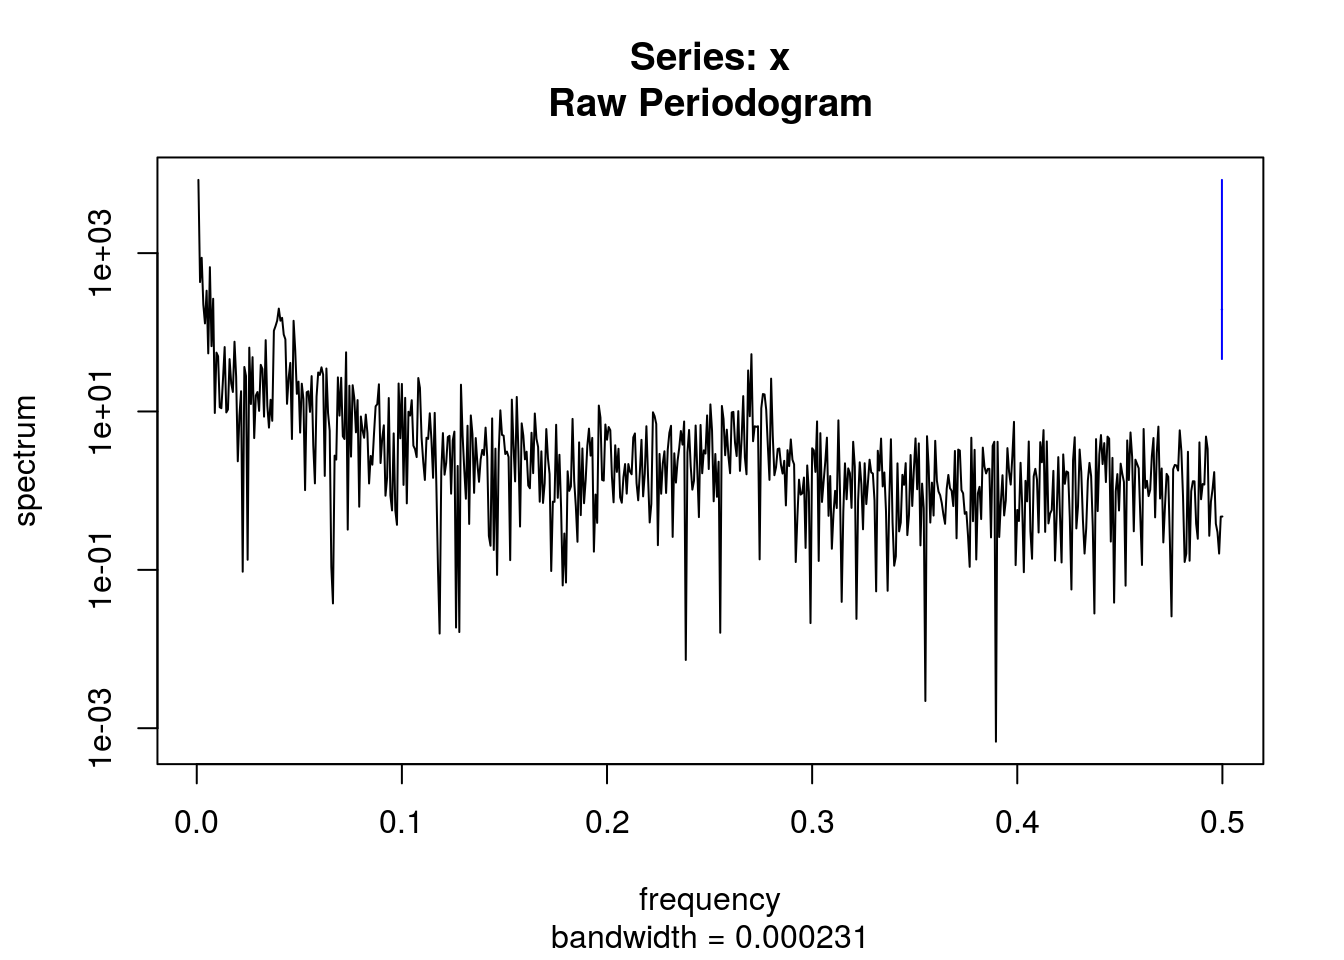 Series: x
Raw Periodogram
spectrum
1e+03
1e+01
1e-01
1e-03
0.0 0.1 0.2 0.3 0.4 0.5
frequency
bandwidth = 0.000231